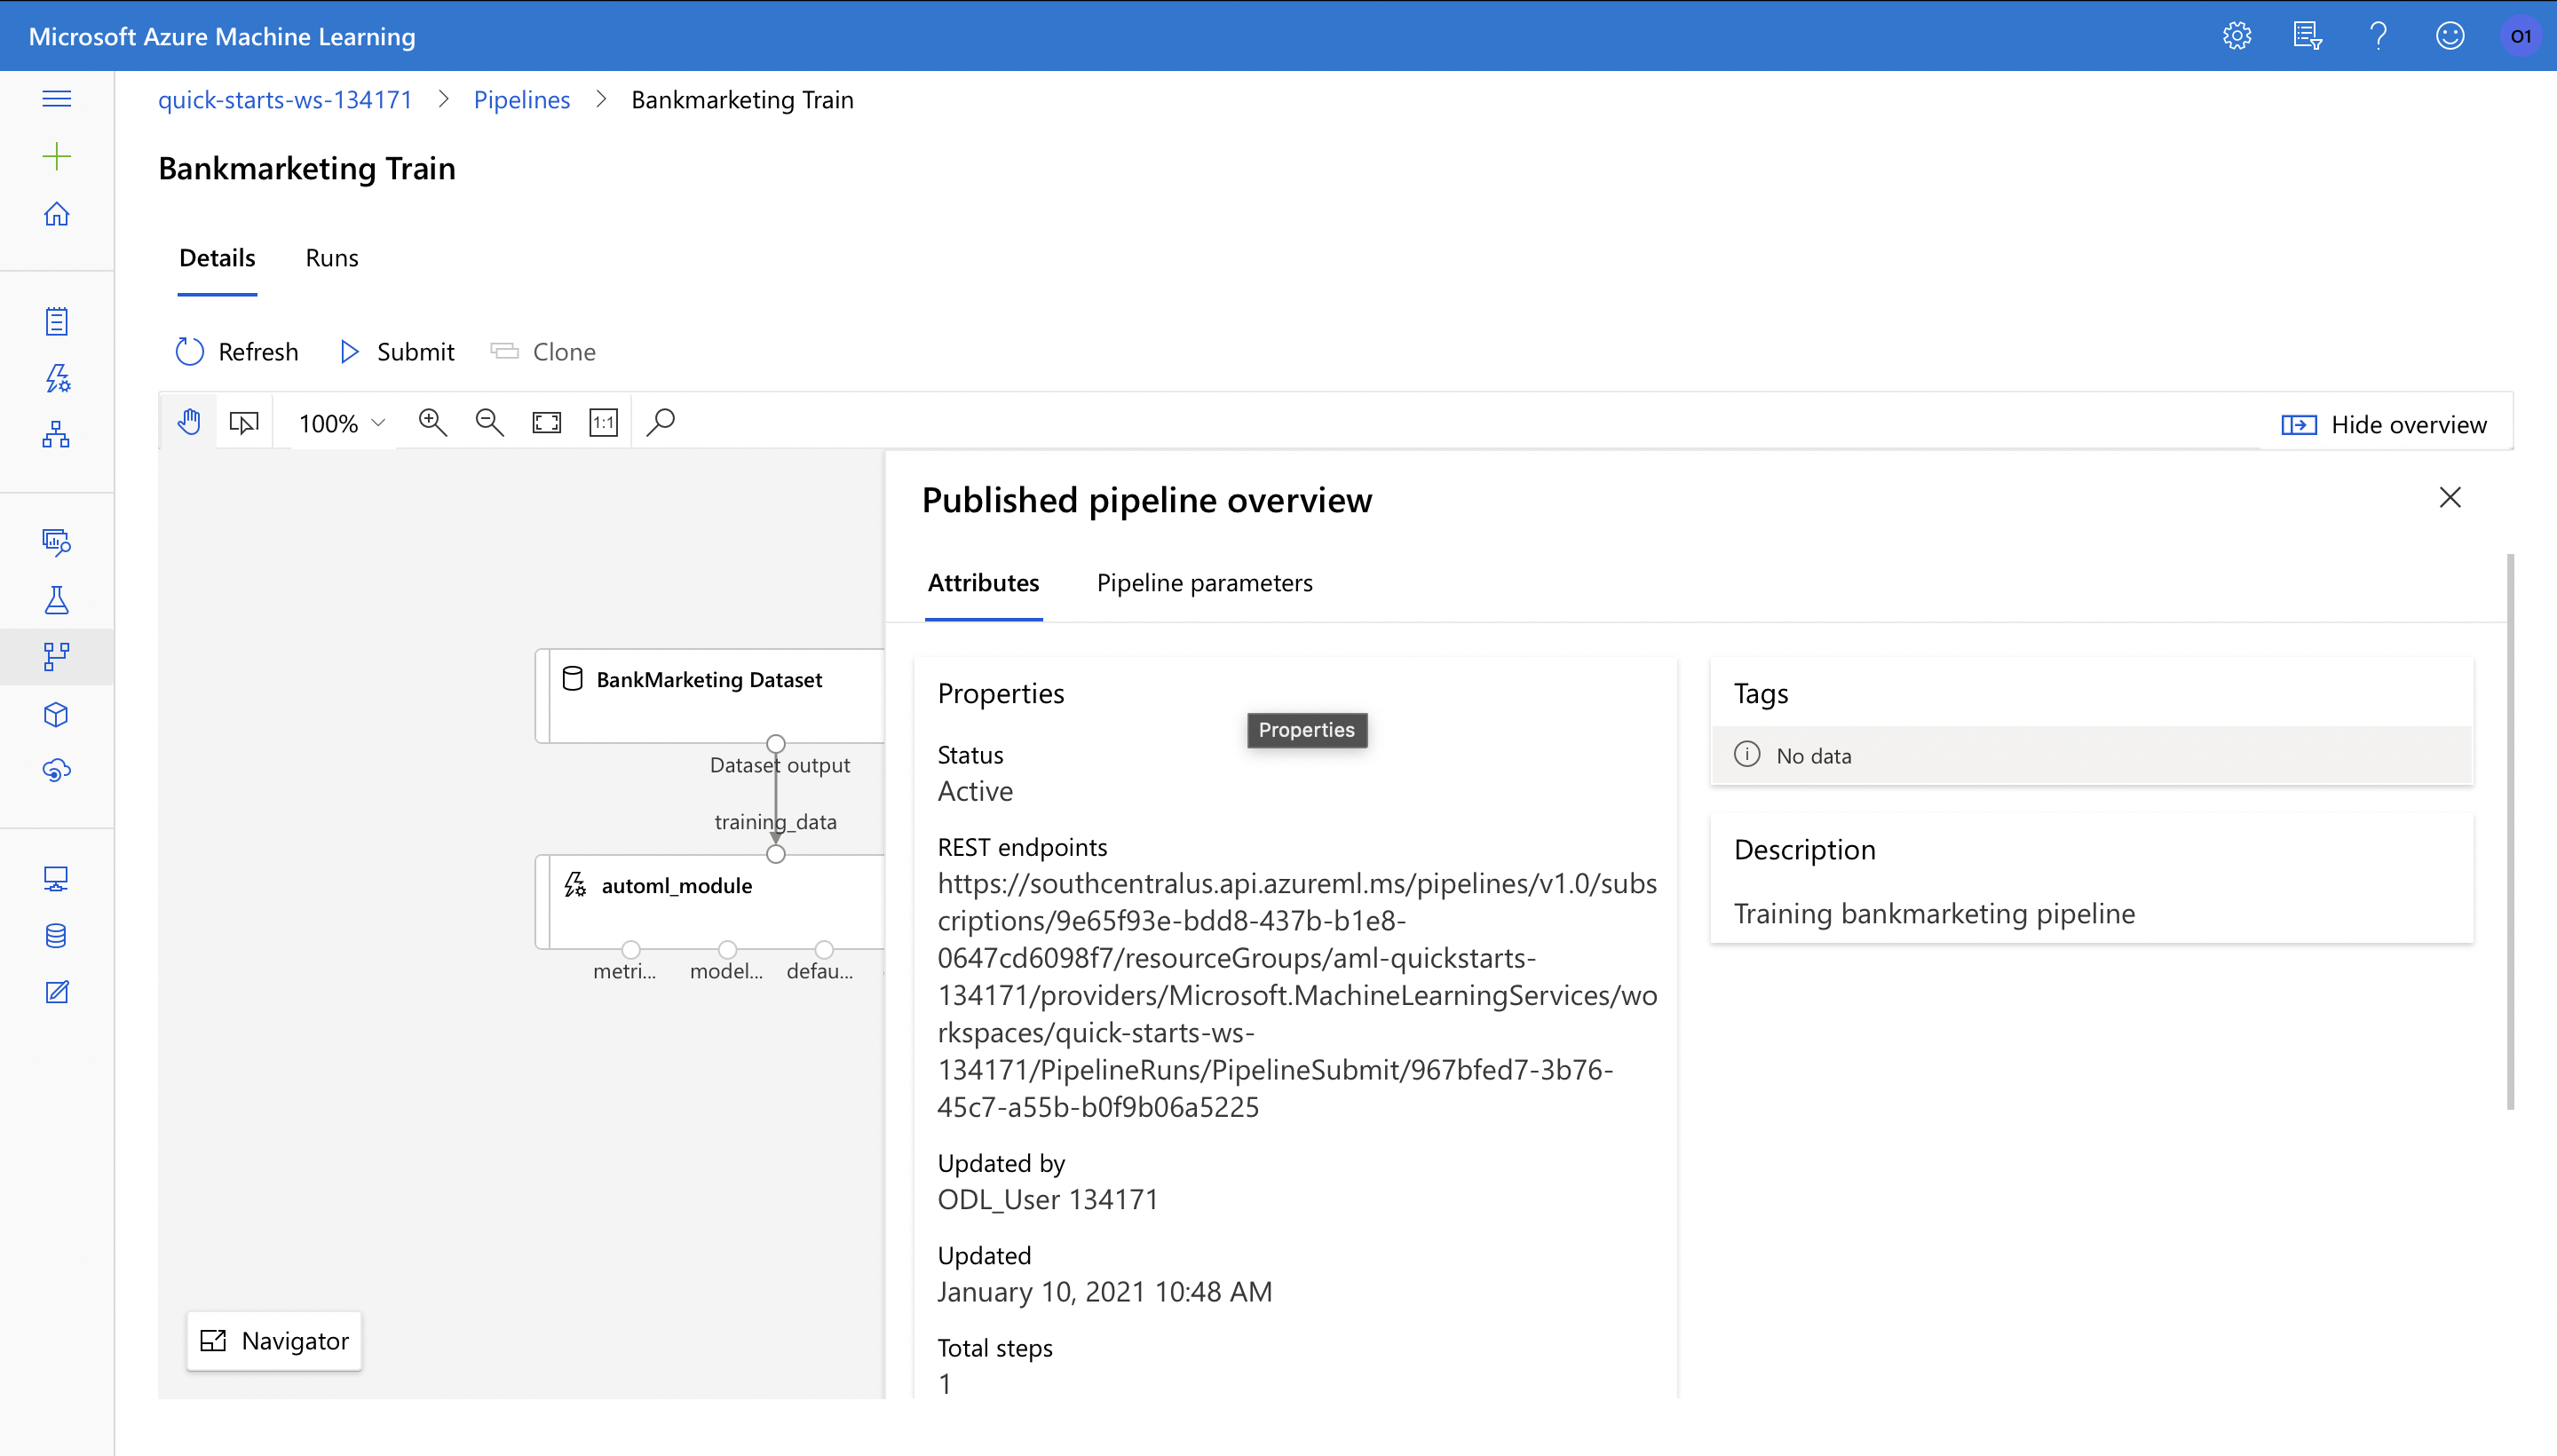 Microsoft Azure Machine Learning
O1
quick-starts-ws-134171 > Pipelines > Bankmarketing Train
Bankmarketing Train
Details Runs
Refresh Submit Clone
100% 1:1 Hide overview
BankMarketing Dataset
Dataset output
training_data
automl_module
metri... model... defau...
Navigator
Published pipeline overview
Attributes Pipeline parameters
Properties
Properties
Status
Active
REST endpoints
https://southcentralus.api.azureml.ms/pipelines/v1.0/subs
criptions/9e65f93e-bdd8-437b-b1e8-
0647cd6098f7/resourceGroups/aml-quickstarts-
134171/providers/Microsoft.MachineLearningServices/wo
rkspaces/quick-starts-ws-
134171/PipelineRuns/PipelineSubmit/967bfed7-3b76-
45c7-a55b-b0f9b06a5225
Updated by
ODL_User 134171
Updated
January 10, 2021 10:48 AM
Total steps
1
Tags
No data
Description
Training bankmarketing pipeline